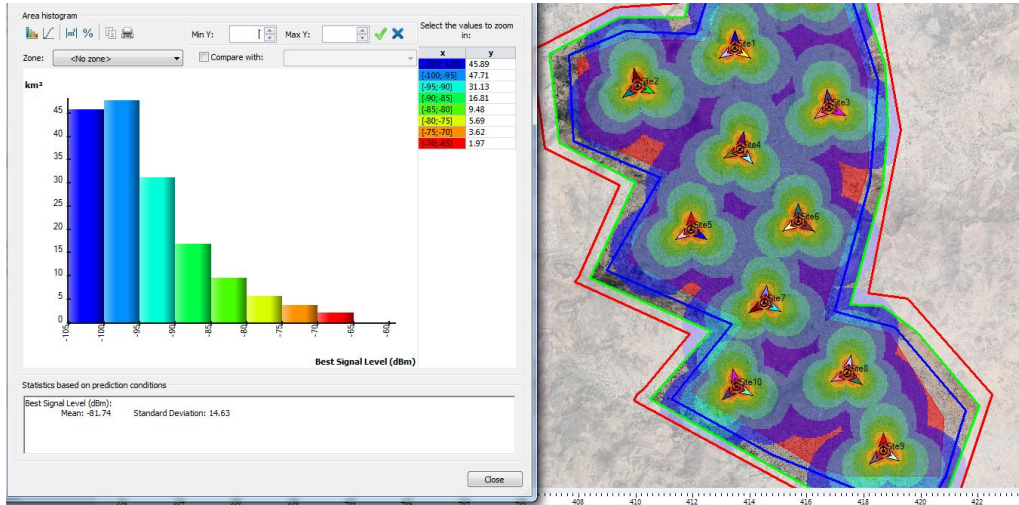 Area histogram
Min Y:
Max Y:
Select the values to zoom
in:
Zone: <No zone>
Compare with:
x y
45.89
[-100;-95) 47.71
[-95;-90) 31.13
[-90;-85) 16.81
[-85;-80) 9.48
[-80;-75) 5.69
[-75;-70) 3.62
[-70;-65) 1.97
km²
45
40
35
30
25
20
15
10
5
0
-105 -100 -95 -90 -85 -80 -75 -70 -65 -60
Best Signal Level (dBm)
Statistics based on prediction conditions
Best Signal Level (dBm):
Mean: -81.74 Standard Deviation: 14.63
Close
Site1
Site2
Site3
Site4
Site5
Site6
Site7
Site8
Site10
Site9
408 410 412 414 416 418 420 422